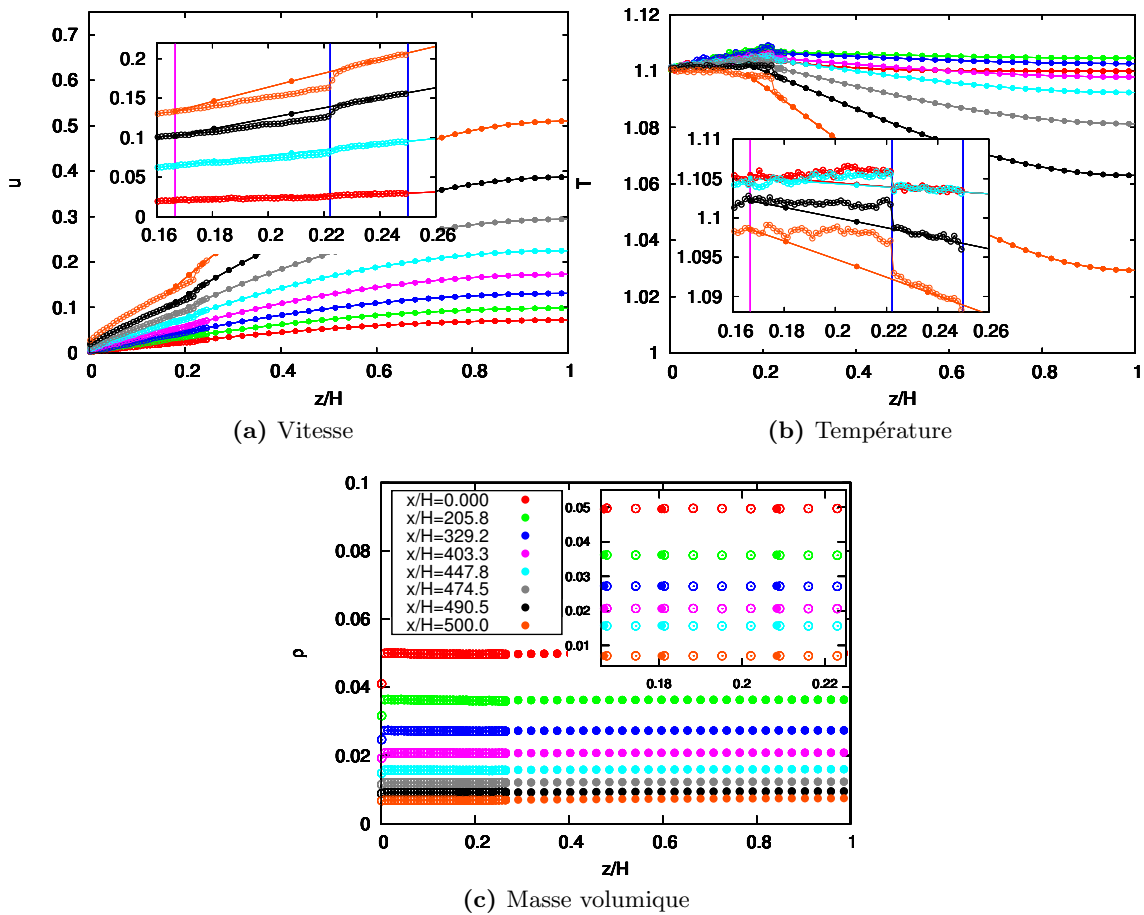 0.7
0.6
0.5
0.4
0.3
0.2
0.1
0
u
0 0.2 0.4 0.6 0.8 1
z/H
0.2
0.15
0.1
0.05
0
0.16 0.18 0.20 0.22 0.24 0.26
(a) Vitesse
1.12
1.1
1.08
1.06
1.04
1.02
1
T
0 0.2 0.4 0.6 0.8 1
z/H
1.11
1.105
1.1
1.095
1.09
0.16 0.18 0.20 0.22 0.24 0.26
(b) Température
0.1
0.08
0.06
0.04
0.02
0
ρ
0 0.2 0.4 0.6 0.8 1
z/H
x/H=0.000
x/H=205.8
x/H=329.2
x/H=403.3
x/H=447.8
x/H=474.5
x/H=490.5
x/H=500.0
0.05
0.04
0.03
0.02
0.01
0.18 0.2 0.22
(c) Masse volumique